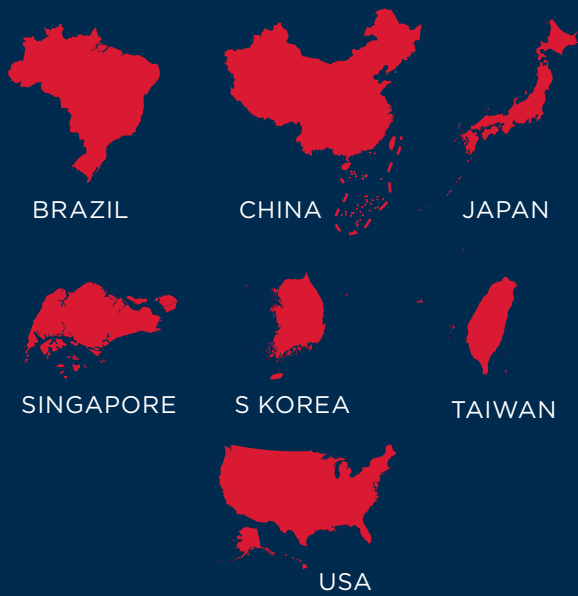 BRAZIL
CHINA
JAPAN
SINGAPORE
S KOREA
TAIWAN
USA